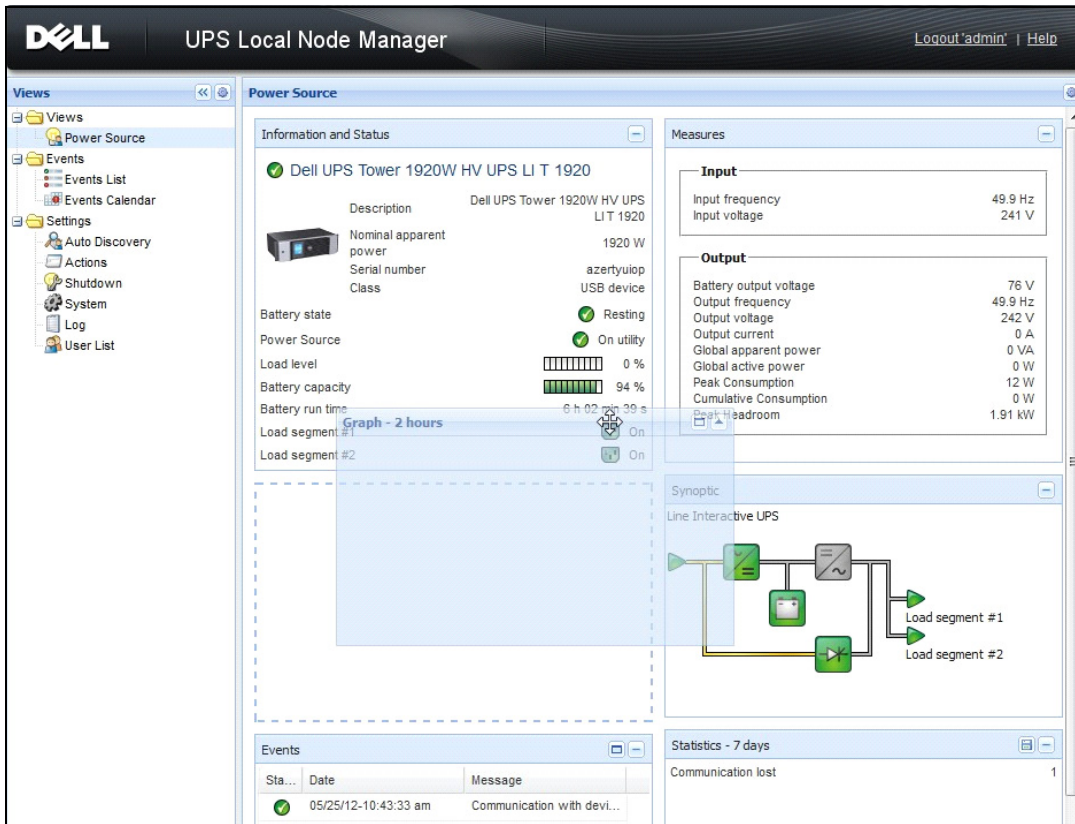 DELL
UPS Local Node Manager
Logout 'admin' | Help
Views
Views
Power Source
Events
Events List
Events Calendar
Settings
Auto Discovery
Actions
Shutdown
System
Log
User List
Power Source
Information and Status
Dell UPS Tower 1920W HV UPS LI T 1920
Description Dell UPS Tower 1920W HV UPS
LI T 1920
Nominal apparent
power 1920 W
Serial number azertyuiop
Class USB device
Battery state Resting
Power Source On utility
Load level 0 %
Battery capacity 94 %
Battery run time 6 h 02 min 39 s
Load segment #1 On
Load segment #2 On
Graph - 2 hours
Events
Sta... Date Message
05/25/12-10:43:33 am Communication with devi...
Measures
Input
Input frequency 49.9 Hz
Input voltage 241 V
Output
Battery output voltage 76 V
Output frequency 49.9 Hz
Output voltage 242 V
Output current 0 A
Global apparent power 0 VA
Global active power 0 W
Peak Consumption 12 W
Cumulative Consumption 0 W
Peak Headroom 1.91 kW
Synoptic
Line Interactive UPS
Load segment #1
Load segment #2
Statistics - 7 days
Communication lost 1